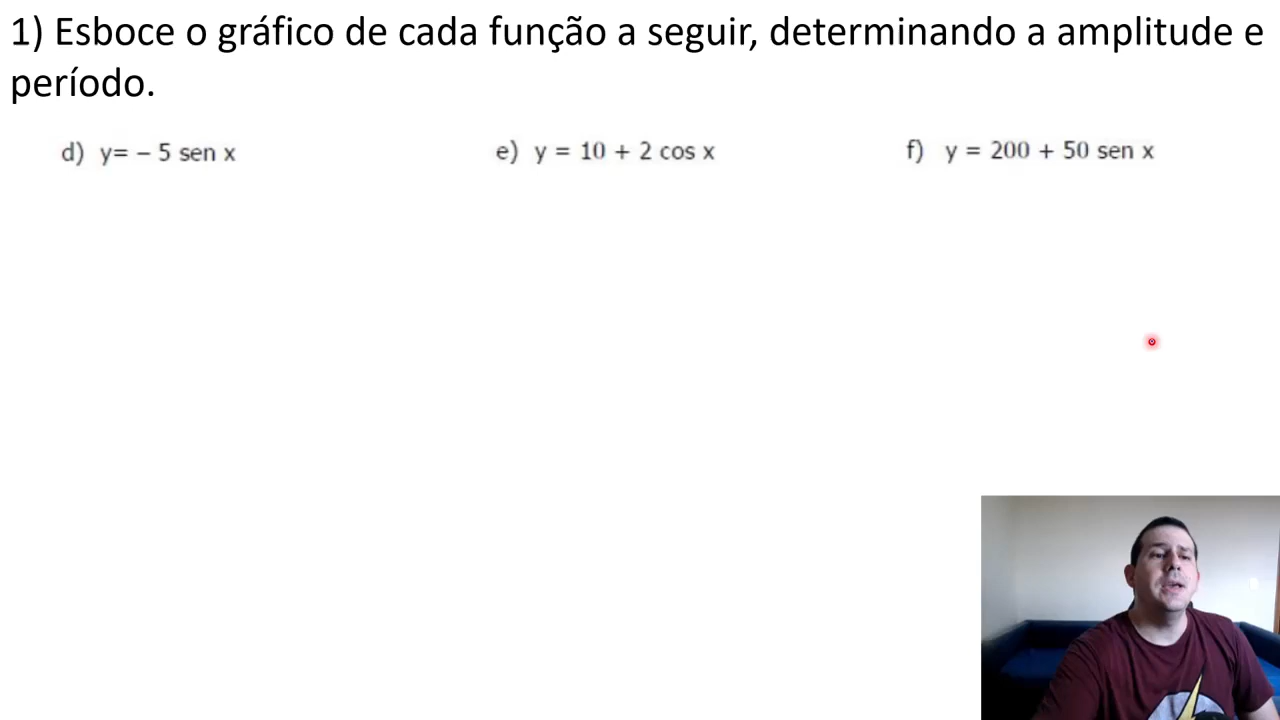 1) Esboce o gráfico de cada função a seguir, determinando a amplitude e
período.
d) y= – 5 sen x
e) y = 10 + 2 cos x
f) y = 200 + 50 sen x